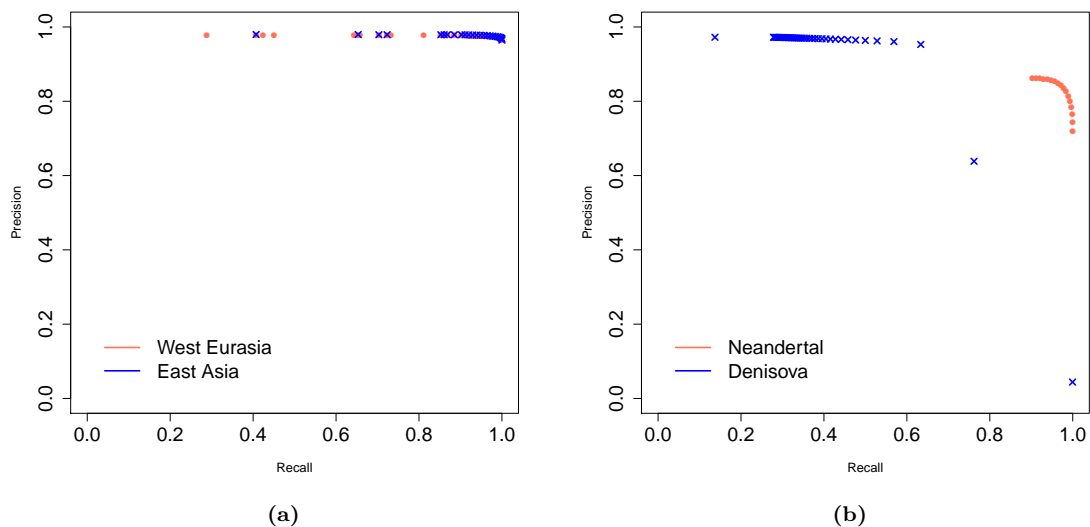 1.0
0.8
0.6
0.4
0.2
0.0
Precision
West Eurasia
East Asia
0.0 0.2 0.4 0.6 0.8 1.0
Recall
(a)
1.0
0.8
0.6
0.4
0.2
0.0
Precision
Neandertal
Denisova
0.0 0.2 0.4 0.6 0.8 1.0
Recall
(b)